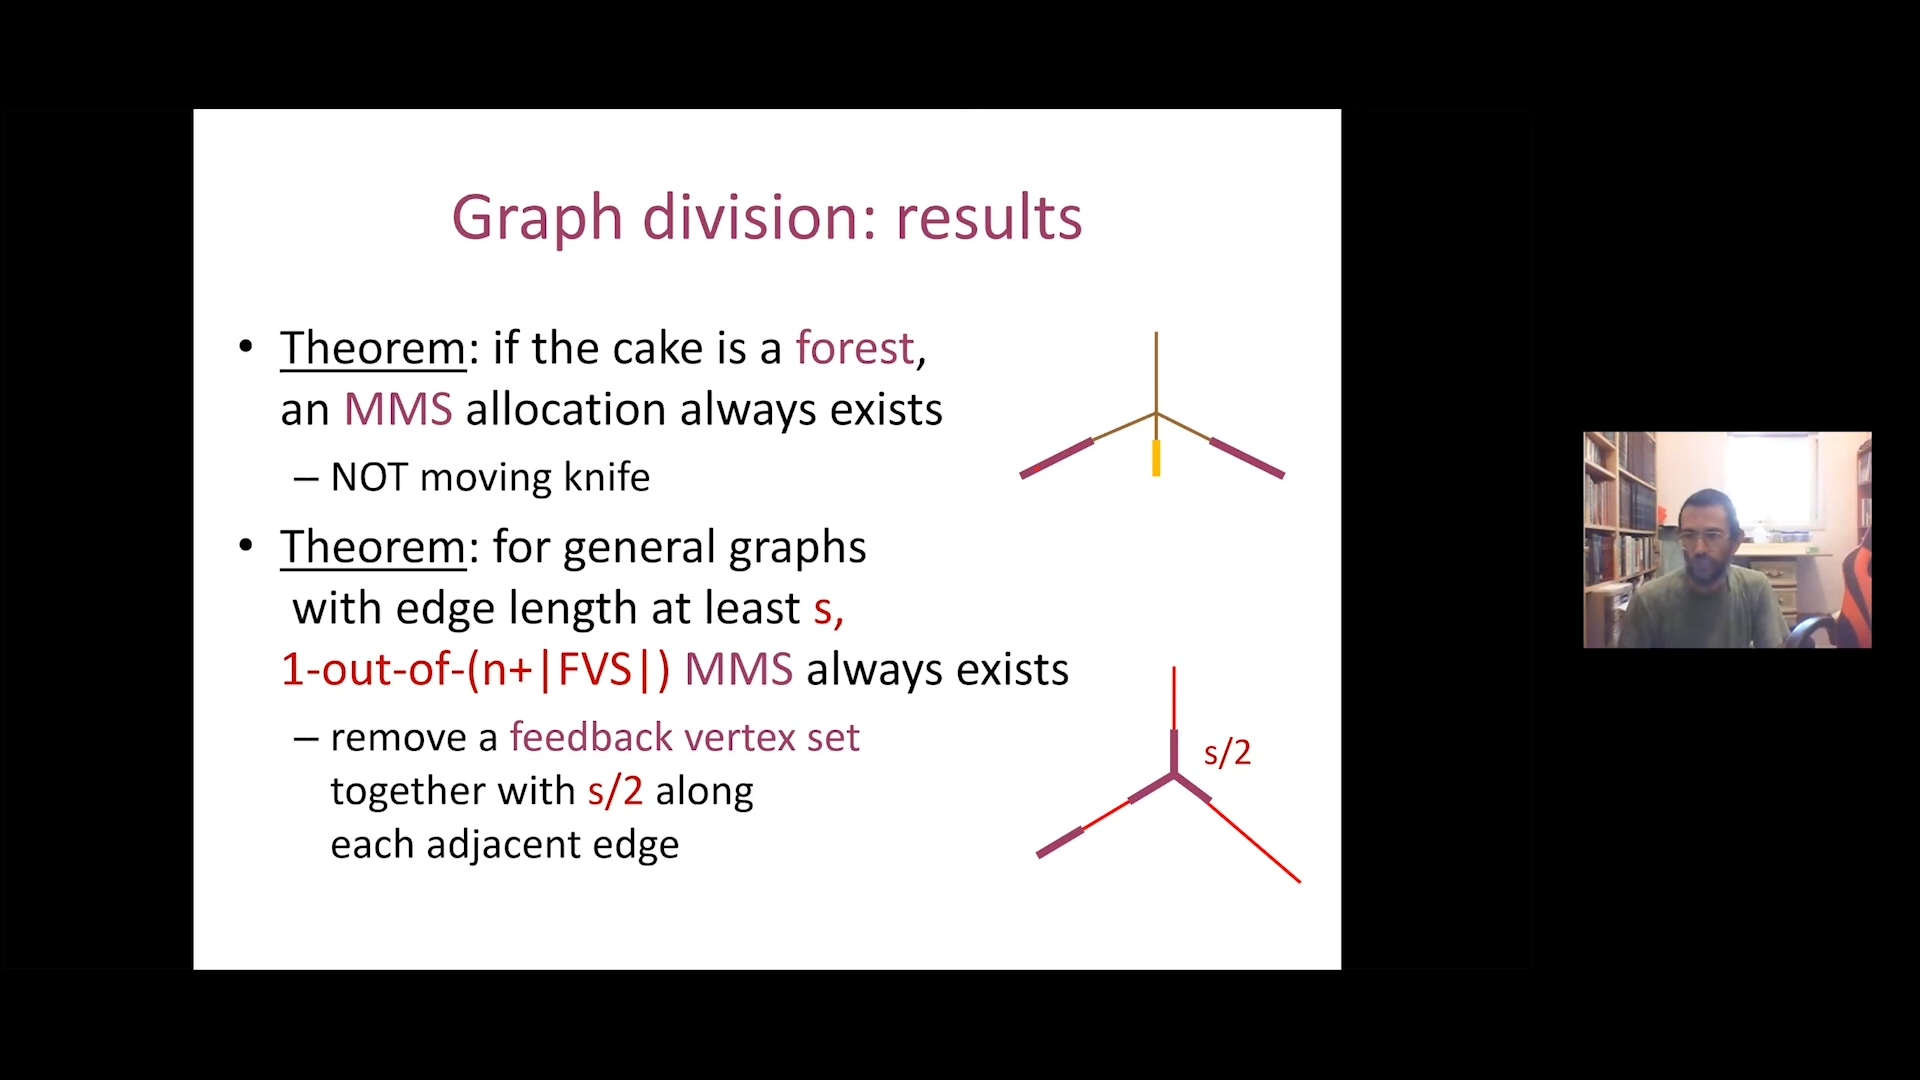 Graph division: results
• Theorem: if the cake is a forest,
an MMS allocation always exists
– NOT moving knife
• Theorem: for general graphs
with edge length at least s,
1-out-of-(n+|FVS|) MMS always exists
– remove a feedback vertex set
together with s/2 along
each adjacent edge
s/2